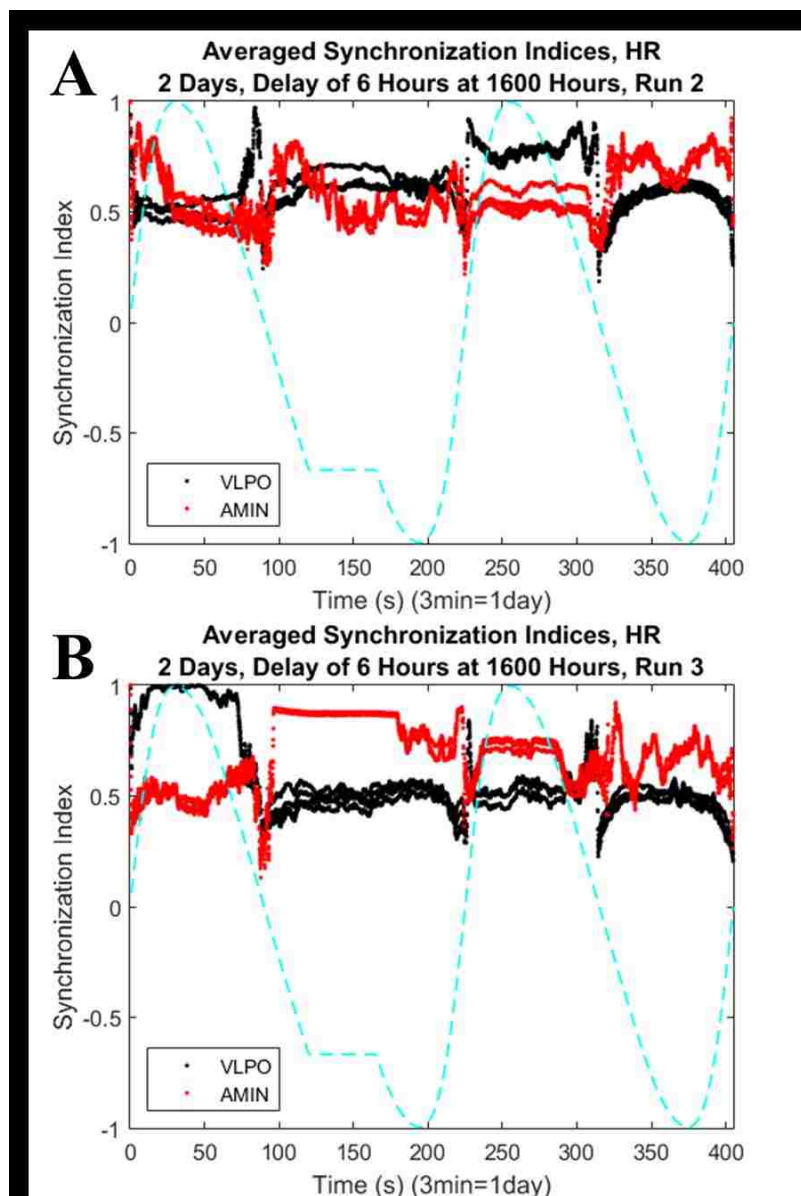 A
Averaged Synchronization Indices, HR
2 Days, Delay of 6 Hours at 1600 Hours, Run 2
Synchronization Index
1
0.5
0
-0.5
-1
VLPO
AMIN
0 50 100 150 200 250 300 350 400
Time (s) (3min=1day)
B
Averaged Synchronization Indices, HR
2 Days, Delay of 6 Hours at 1600 Hours, Run 3
Synchronization Index
1
0.5
0
-0.5
-1
VLPO
AMIN
0 50 100 150 200 250 300 350 400
Time (s) (3min=1day)